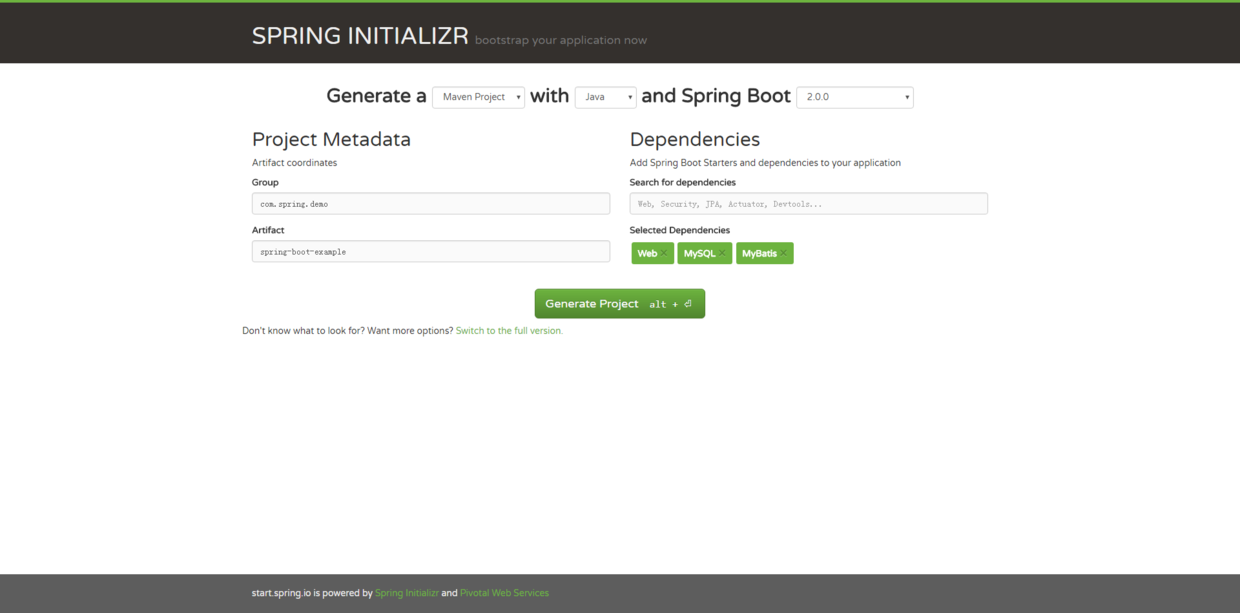 SPRING INITIALIZR bootstrap your application now
Generate a Maven Project with Java and Spring Boot 2.0.0
Project Metadata
Artifact coordinates
Group
com.spring.demo
Artifact
spring-boot-example
Dependencies
Add Spring Boot Starters and dependencies to your application
Search for dependencies
Web, Security, JPA, Actuator, Devtools...
Selected Dependencies
Web × MySQL × MyBatis ×
Generate Project alt + ⏎
Don't know what to look for? Want more options? Switch to the full version.
start.spring.io is powered by Spring Initializr and Pivotal Web Services